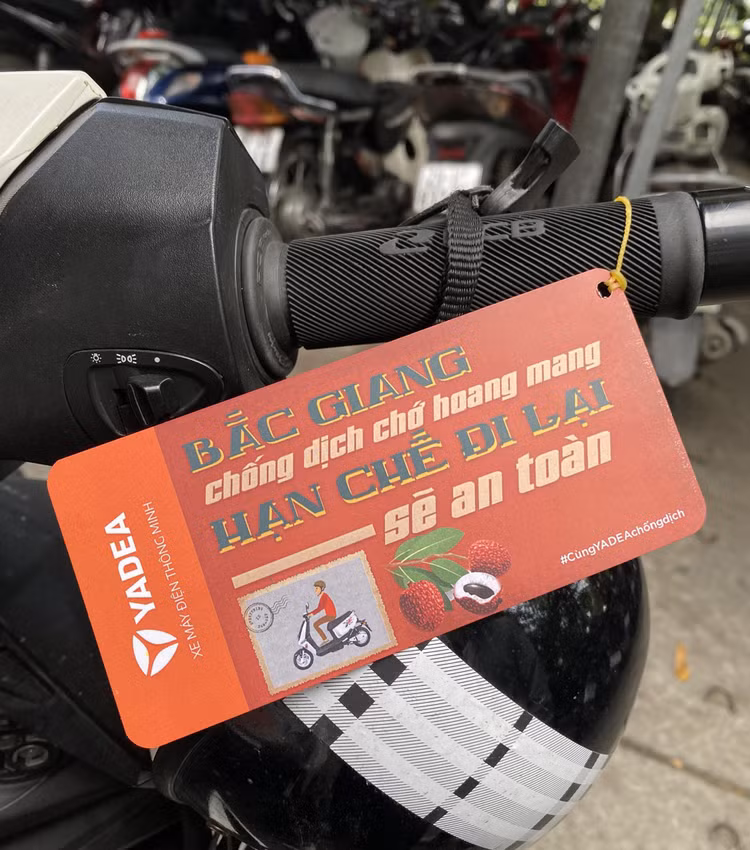 BẮC GIANG
chống dịch chớ hoang mang
HẠN CHẾ ĐI LẠI
sẽ an toàn
YADEA
XE MÁY ĐIỆN THÔNG MINH
#CùngYADEAchốngdịch